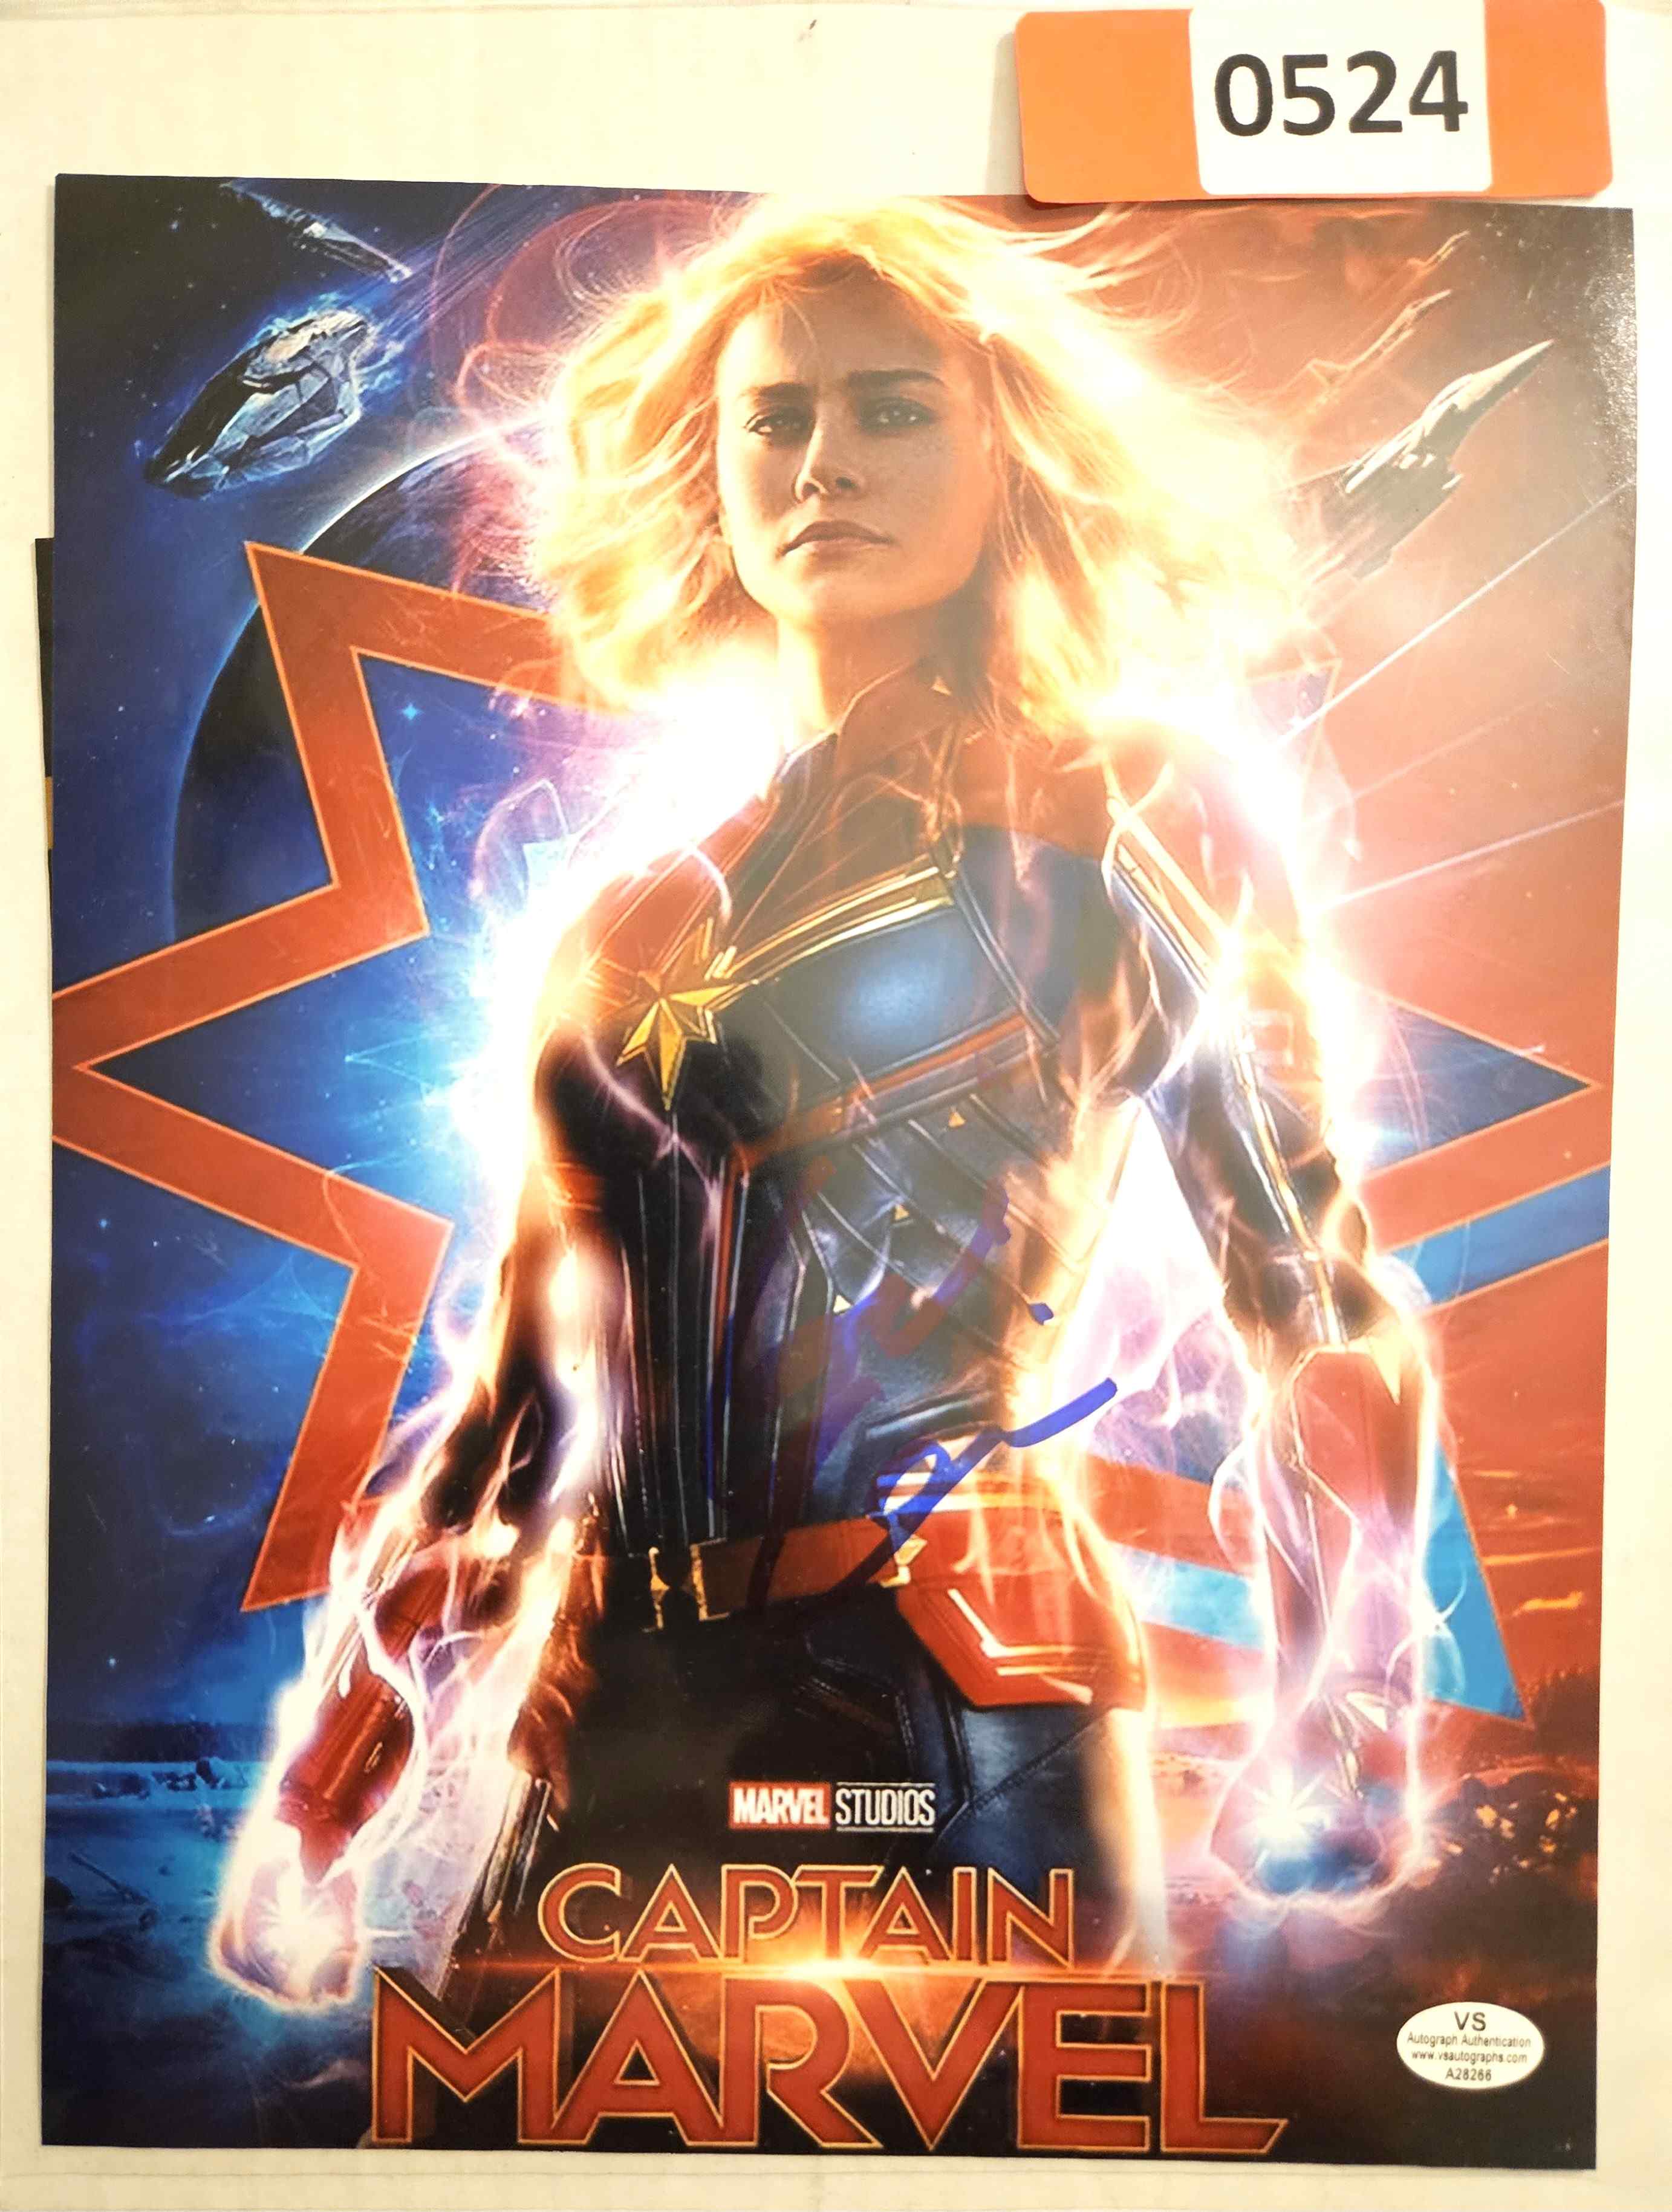 0524
MARVEL STUDIOS
CAPTAIN
MARVEL
VS
Autograph Authentication
www.vsautographs.com
A28266